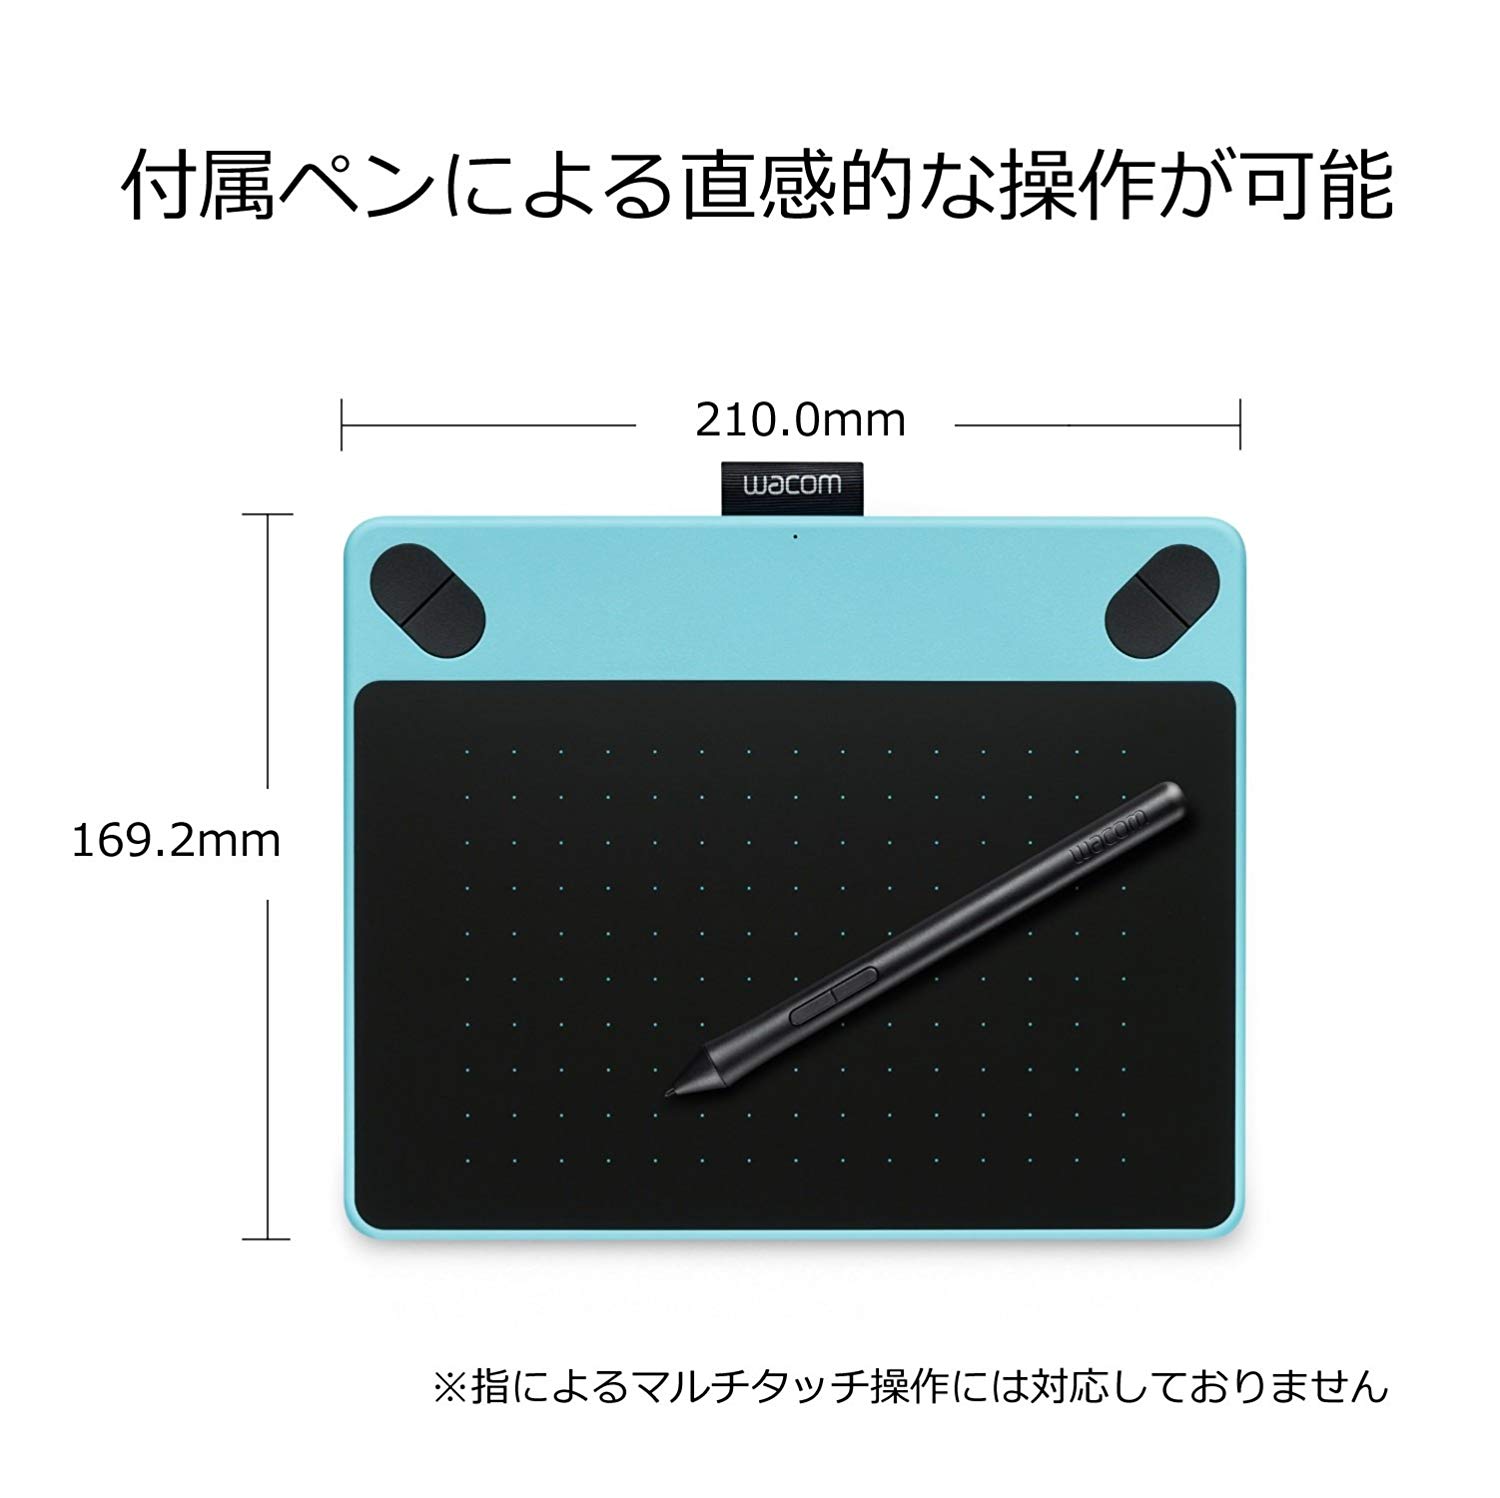 付属ペンによる直感的な操作が可能
210.0mm
wacom
169.2mm
wacom
※指によるマルチタッチ操作には対応しておりません